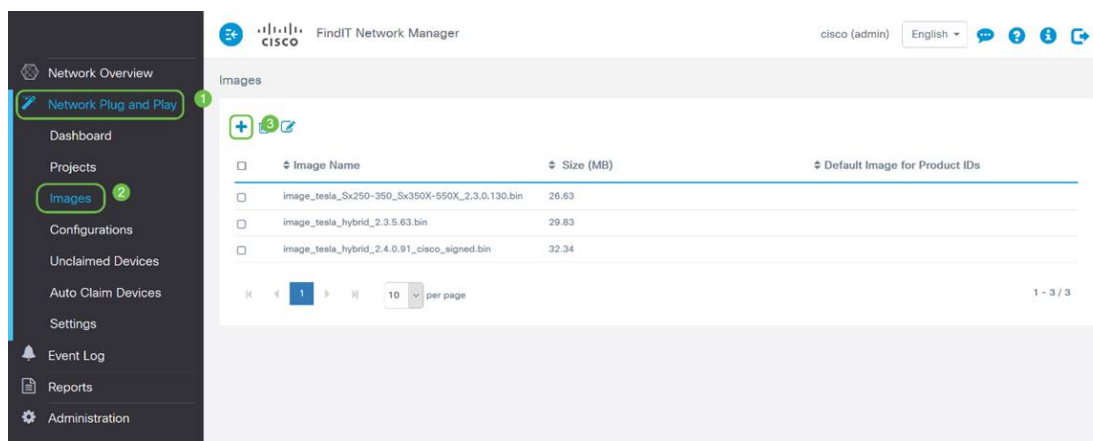 CISCO
FindIT Network Manager
cisco (admin)
English
Network Overview
Network Plug and Play
1
Dashboard
Projects
Images
2
Configurations
Unclaimed Devices
Auto Claim Devices
Settings
Event Log
Reports
Administration
Images
3
Image Name Size (MB) Default Image for Product IDs
image_tesla_Sx250-350_Sx350X-550X_2.3.0.130.bin 26.63
image_tesla_hybrid_2.3.5.63.bin 29.83
image_tesla_hybrid_2.4.0.91_cisco_signed.bin 32.34
1 10 per page 1 - 3 / 3